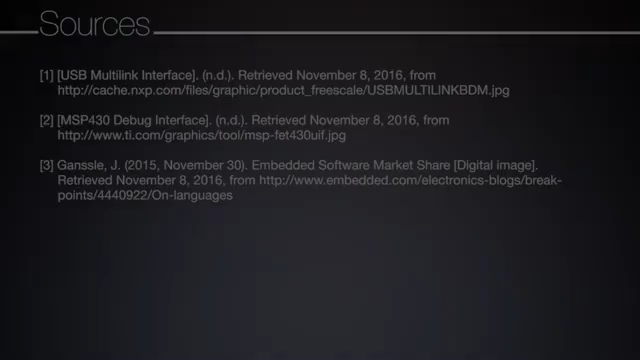 Sources
[1] [USB Multilink Interface]. (n.d.). Retrieved November 8, 2016, from
http://cache.nxp.com/files/graphic/product_freescale/USBMULTILINKBDM.jpg
[2] [MSP430 Debug Interface]. (n.d.). Retrieved November 8, 2016, from
http://www.ti.com/graphics/tool/msp-fet430uif.jpg
[3] Ganssle, J. (2015, November 30). Embedded Software Market Share [Digital image].
Retrieved November 8, 2016, from http://www.embedded.com/electronics-blogs/break-
points/4440922/On-languages